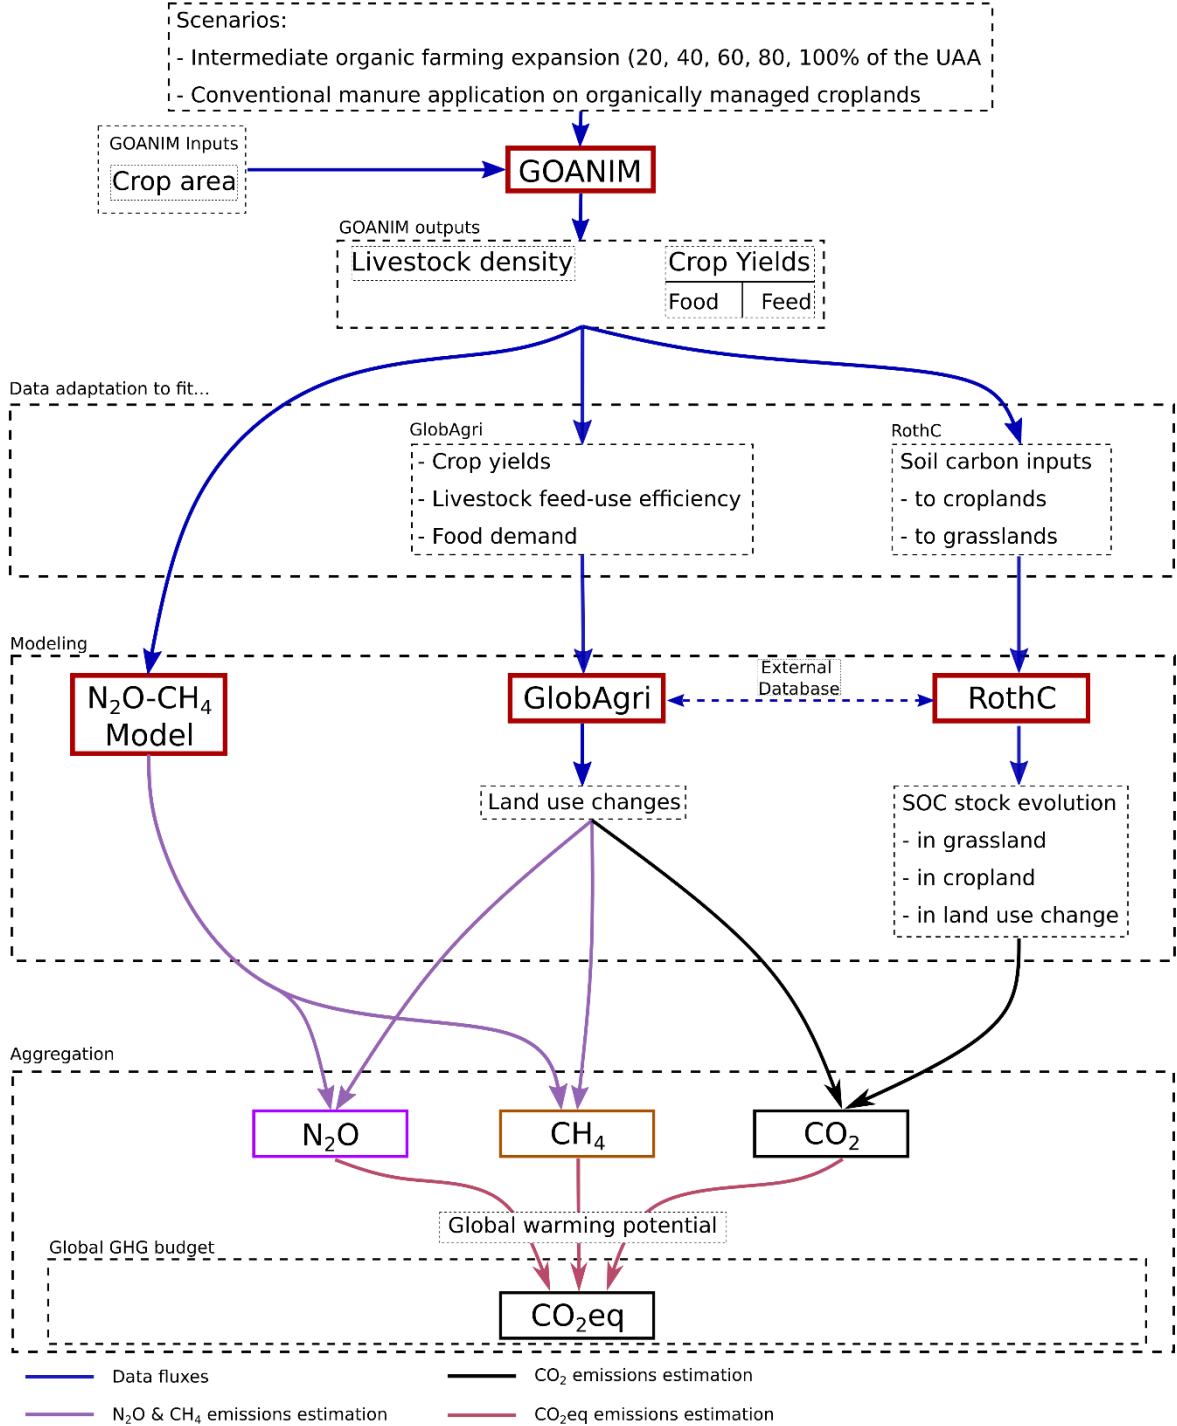 Scenarios:
- Intermediate organic farming expansion (20, 40, 60, 80, 100% of the UAA
- Conventional manure application on organically managed croplands
GOANIM Inputs
Crop area
GOANIM
GOANIM outputs
Livestock density
Crop Yields
Food
Feed
Data adaptation to fit...
GlobAgri
- Crop yields
- Livestock feed-use efficiency
- Food demand
RothC
Soil carbon inputs
- to croplands
- to grasslands
Modeling
N₂O-CH₄
Model
GlobAgri
External
Database
RothC
Land use changes
SOC stock evolution
- in grassland
- in cropland
- in land use change
Aggregation
N₂O
CH₄
CO₂
Global warming potential
Global GHG budget
CO₂eq
Data fluxes
CO₂ emissions estimation
N₂O & CH₄ emissions estimation
CO₂eq emissions estimation